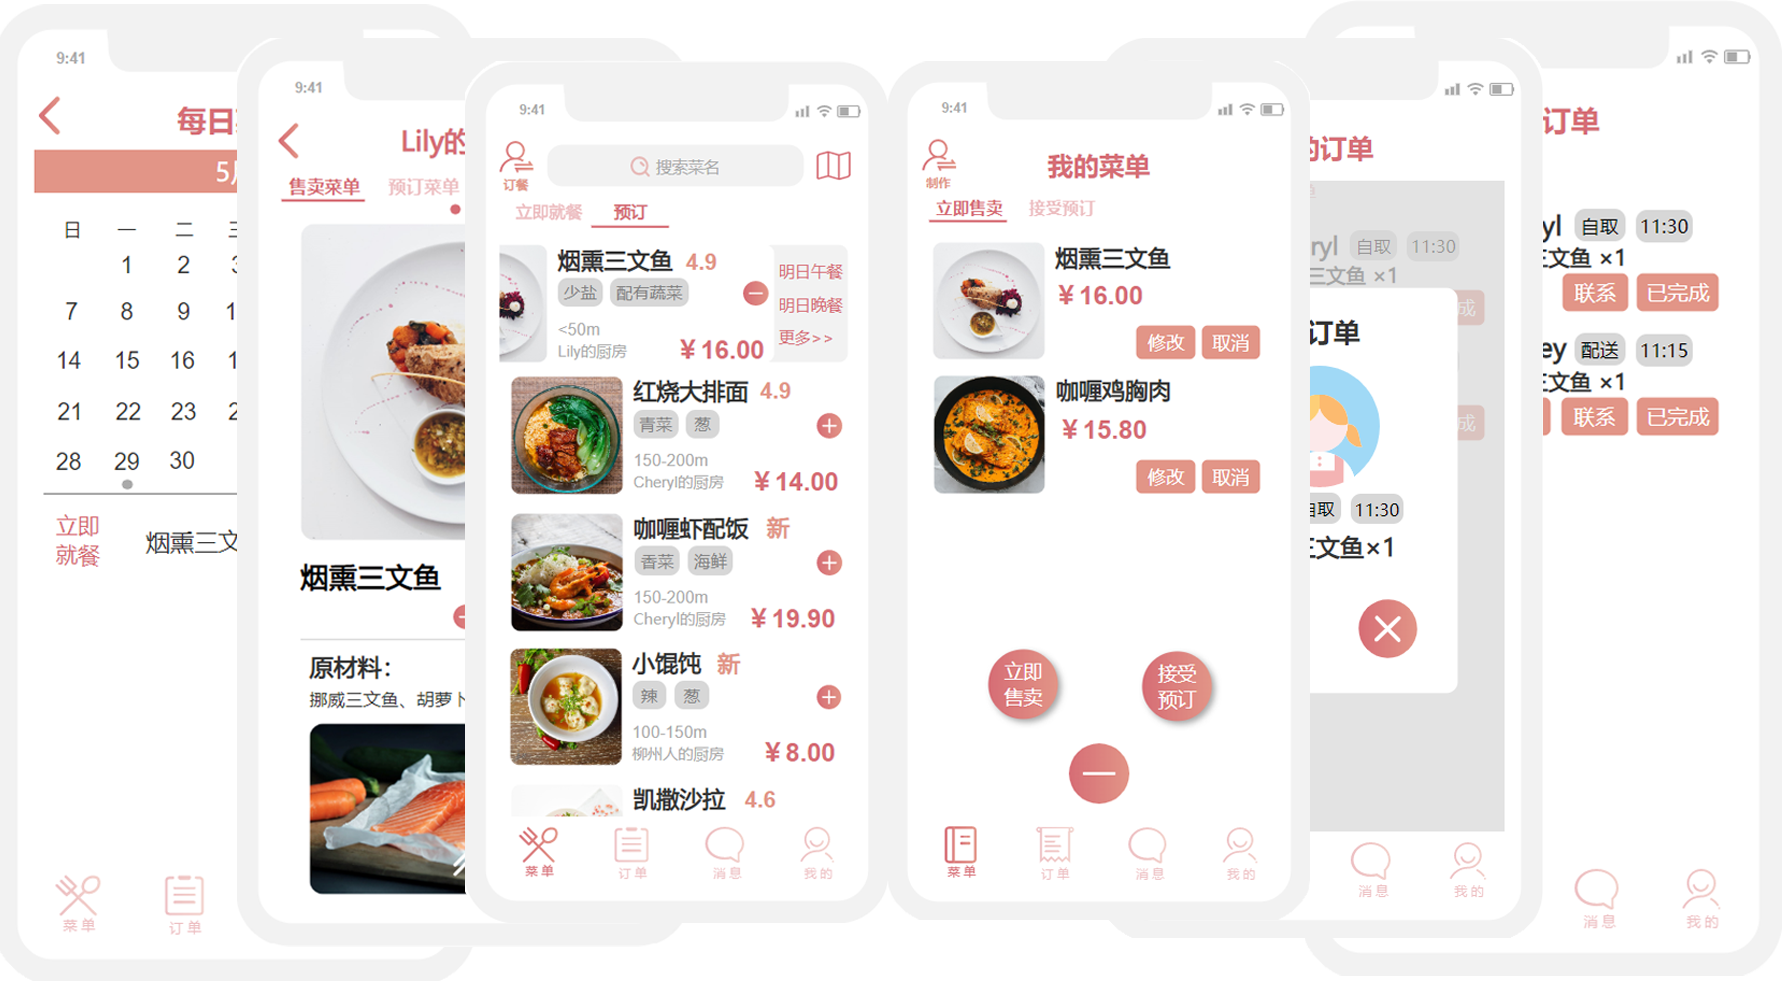 9:41
每日
5
日 一 二 三
1 2 3
7 8 9
14 15 16
21 22 23 2
28 29 30
立即
就餐
烟熏三文
菜单
订单
9:41
Lily的
售卖菜单 预订菜单
烟熏三文鱼
原材料：
挪威三文鱼、胡萝卜
9:41
订餐
搜索菜名
立即就餐 预订
烟熏三文鱼 4.9
少盐 配有蔬菜
<50m
Lily的厨房
¥16.00
明日午餐
明日晚餐
更多>>
红烧大排面 4.9
青菜 葱
150-200m
Cheryl的厨房
¥14.00
咖喱虾配饭 新
香菜 海鲜
150-200m
Cheryl的厨房
¥19.90
小馄饨 新
辣 葱
100-150m
柳州人的厨房
¥8.00
凯撒沙拉 4.6
菜单 订单 消息 我的
9:41
制作
我的菜单
立即售卖 接受预订
烟熏三文鱼
¥16.00
修改 取消
咖喱鸡胸肉
¥15.80
修改 取消
立即
售卖
接受
预订
菜单 订单 消息 我的
的订单
ryl 自取 11:30
三文鱼 ×1
成
订单
自取 11:30
三文鱼×1
成
消息 我的
订单
yl 自取 11:30
三文鱼 ×1
联系 已完成
ey 配送 11:15
三文鱼 ×1
联系 已完成
消息 我的